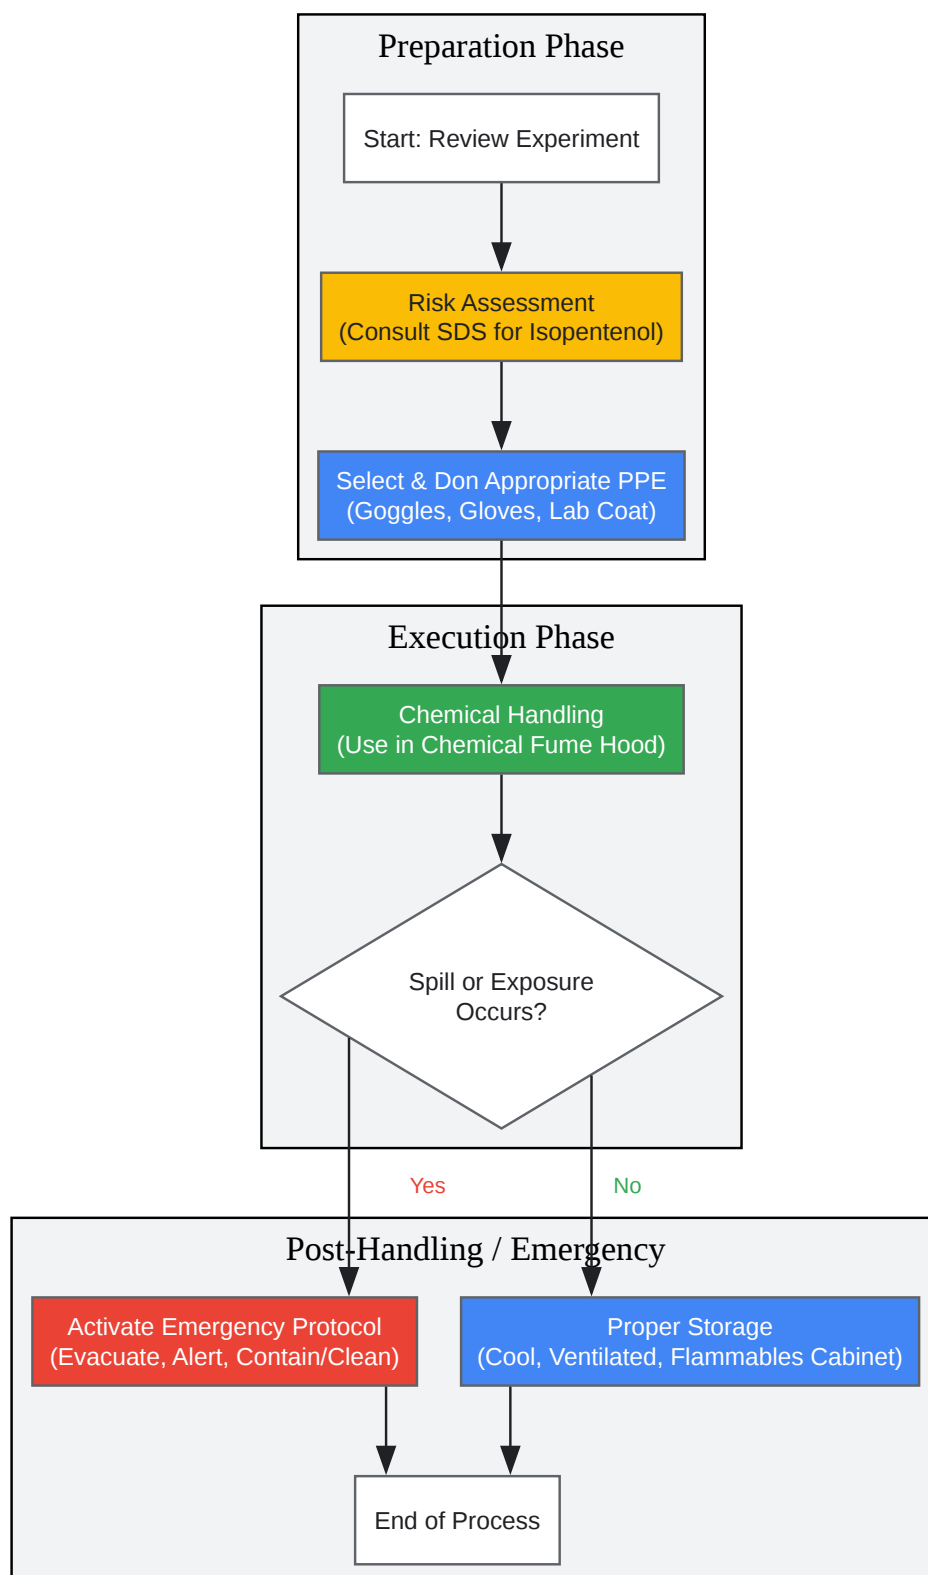 Preparation Phase
Start: Review Experiment
Risk Assessment
(Consult SDS for Isopentenol)
Select & Don Appropriate PPE
(Goggles, Gloves, Lab Coat)
Execution Phase
Chemical Handling
(Use in Chemical Fume Hood)
Spill or Exposure
Occurs?
Yes
No
Post-Handling / Emergency
Activate Emergency Protocol
(Evacuate, Alert, Contain/Clean)
Proper Storage
(Cool, Ventilated, Flammables Cabinet)
End of Process